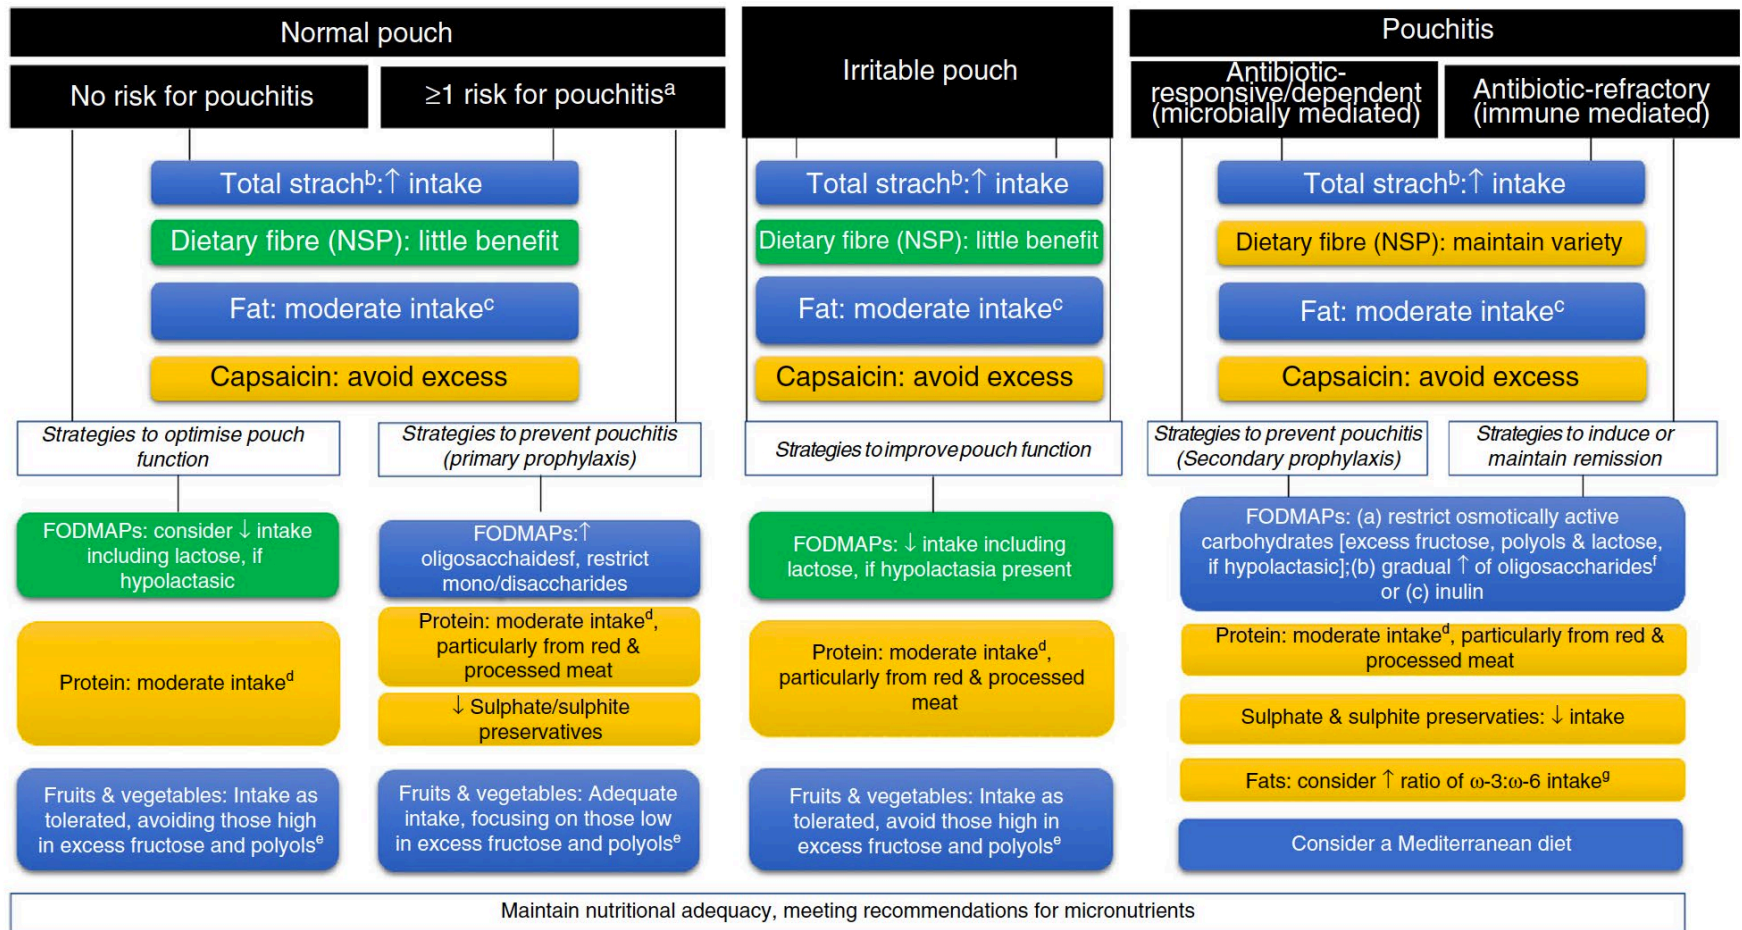 Normal pouch
No risk for pouchitis
≥1 risk for pouchitisᵃ
Total strachᵇ:↑ intake
Dietary fibre (NSP): little benefit
Fat: moderate intakeᶜ
Capsaicin: avoid excess
Strategies to optimise pouch
function
Strategies to prevent pouchitis
(primary prophylaxis)
FODMAPs: consider ↓ intake
including lactose, if
hypolactasic
FODMAPs:↑
oligosacchaidesf, restrict
mono/disaccharides
Protein: moderate intakeᵈ
Protein: moderate intakeᵈ,
particularly from red &
processed meat
↓ Sulphate/sulphite
preservatives
Fruits & vegetables: Intake as
tolerated, avoiding those high
in excess fructose and polyolsᵉ
Fruits & vegetables: Adequate
intake, focusing on those low
in excess fructose and polyolsᵉ
Irritable pouch
Total strachᵇ:↑ intake
Dietary fibre (NSP): little benefit
Fat: moderate intakeᶜ
Capsaicin: avoid excess
Strategies to improve pouch function
FODMAPs: ↓ intake including
lactose, if hypolactasia present
Protein: moderate intakeᵈ,
particularly from red & processed
meat
Fruits & vegetables: Intake as
tolerated, avoid those high in
excess fructose and polyolsᵉ
Pouchitis
Antibiotic-
responsive/dependent
(microbially mediated)
Antibiotic-refractory
(immune mediated)
Total strachᵇ:↑ intake
Dietary fibre (NSP): maintain variety
Fat: moderate intakeᶜ
Capsaicin: avoid excess
Strategies to prevent pouchitis
(Secondary prophylaxis)
Strategies to induce or
maintain remission
FODMAPs: (a) restrict osmotically active
carbohydrates [excess fructose, polyols & lactose,
if hypolactasic];(b) gradual ↑ of oligosaccharidesᶠ
or (c) inulin
Protein: moderate intakeᵈ, particularly from red &
processed meat
Sulphate & sulphite preservaties: ↓ intake
Fats: consider ↑ ratio of ω-3:ω-6 intakeᵍ
Consider a Mediterranean diet
Maintain nutritional adequacy, meeting recommendations for micronutrients